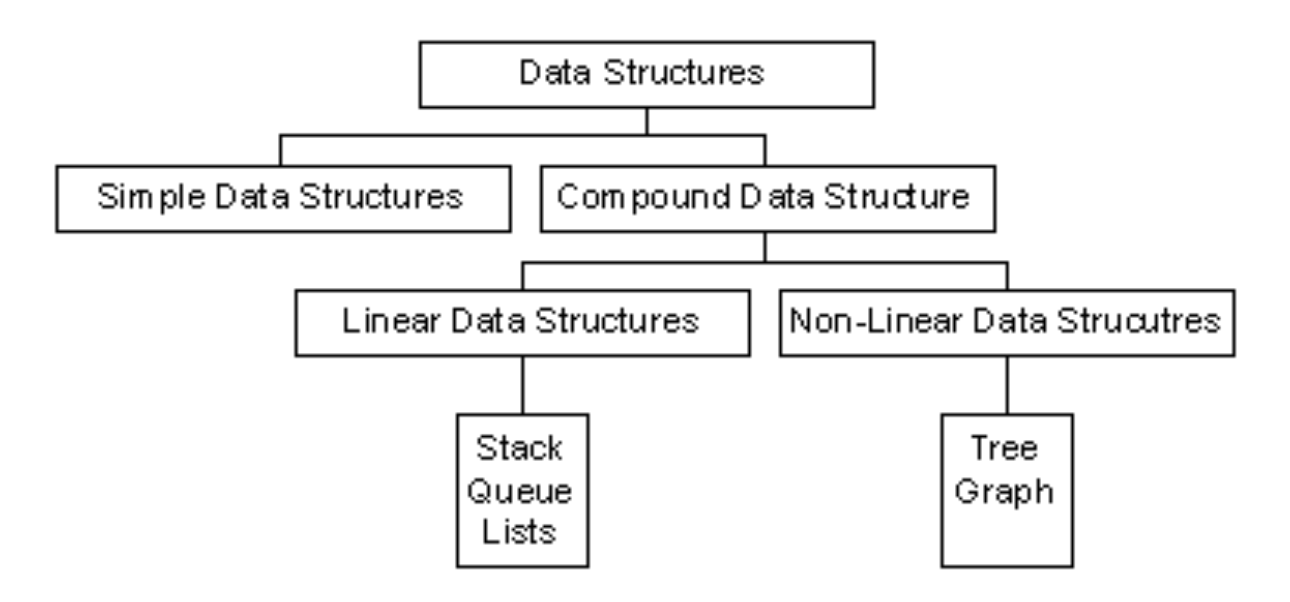 Data Structures
Simple Data Structures
Compound Data Structure
Linear Data Structures
Non-Linear Data Strucutres
Stack
Queue
Lists
Tree
Graph